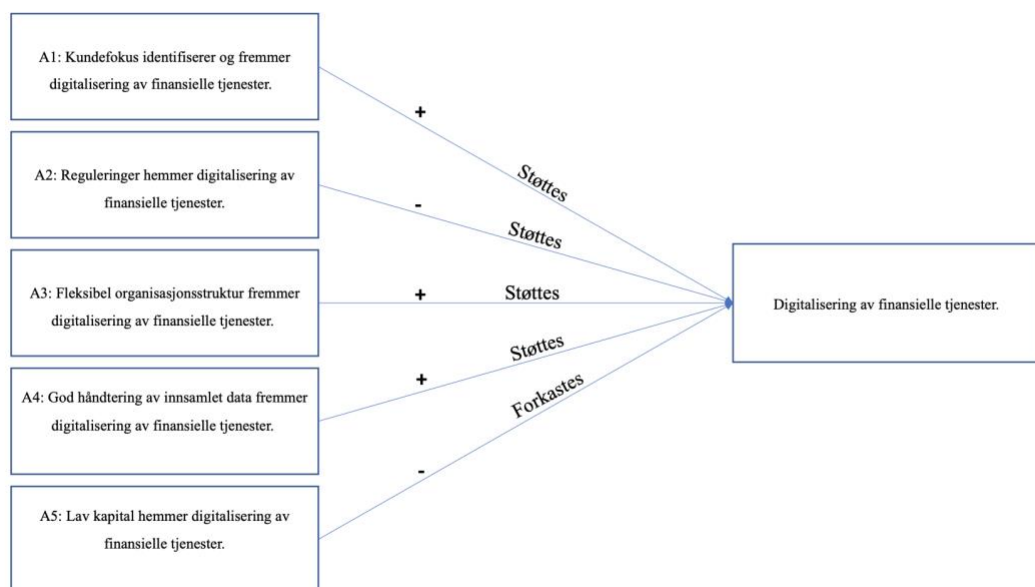 A1: Kundefokus identifiserer og fremmer
digitalisering av finansielle tjenester.
+
Støttes
A2: Reguleringer hemmer digitalisering av
finansielle tjenester.
-
Støttes
A3: Fleksibel organisasjonsstruktur fremmer
digitalisering av finansielle tjenester.
+
Støttes
Digitalisering av finansielle tjenester.
A4: God håndtering av innsamlet data fremmer
digitalisering av finansielle tjenester.
+
Støttes
A5: Lav kapital hemmer digitalisering av
finansielle tjenester.
-
Forkastes